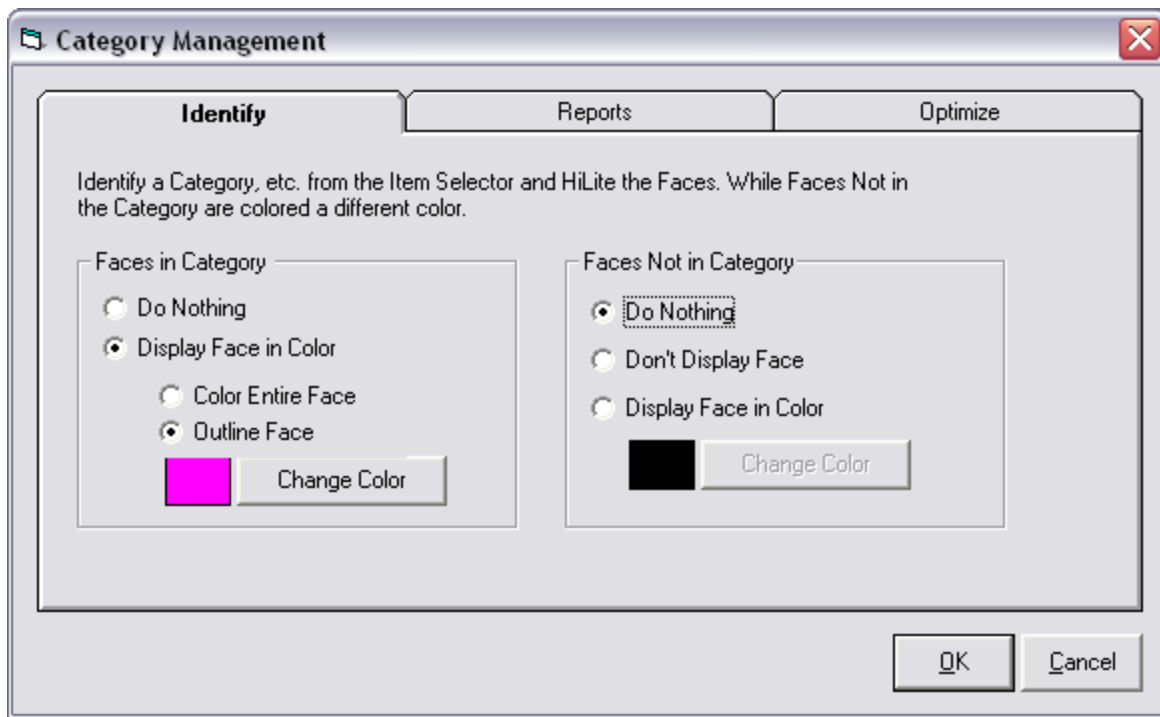 Category Management
Identify
Reports
Optimize
Identify a Category, etc. from the Item Selector and HiLite the Faces. While Faces Not in
the Category are colored a different color.
Faces in Category
Do Nothing
Display Face in Color
Color Entire Face
Outline Face
Change Color
Faces Not in Category
Do Nothing
Don't Display Face
Display Face in Color
Change Color
OK
Cancel